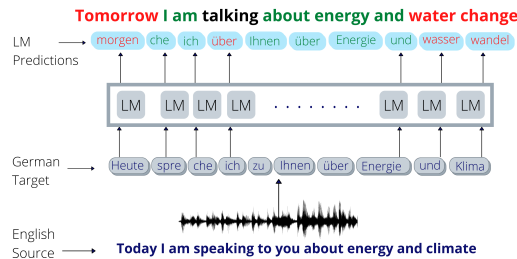 Tomorrow I am talking about energy and water change
LM Predictions
morgen che ich über Ihnen über Energie und wasser wandel
LM LM LM LM . . . . . . . . LM LM LM
German Target
Heute spre che ich zu Ihnen über Energie und Klima
English Source
Today I am speaking to you about energy and climate